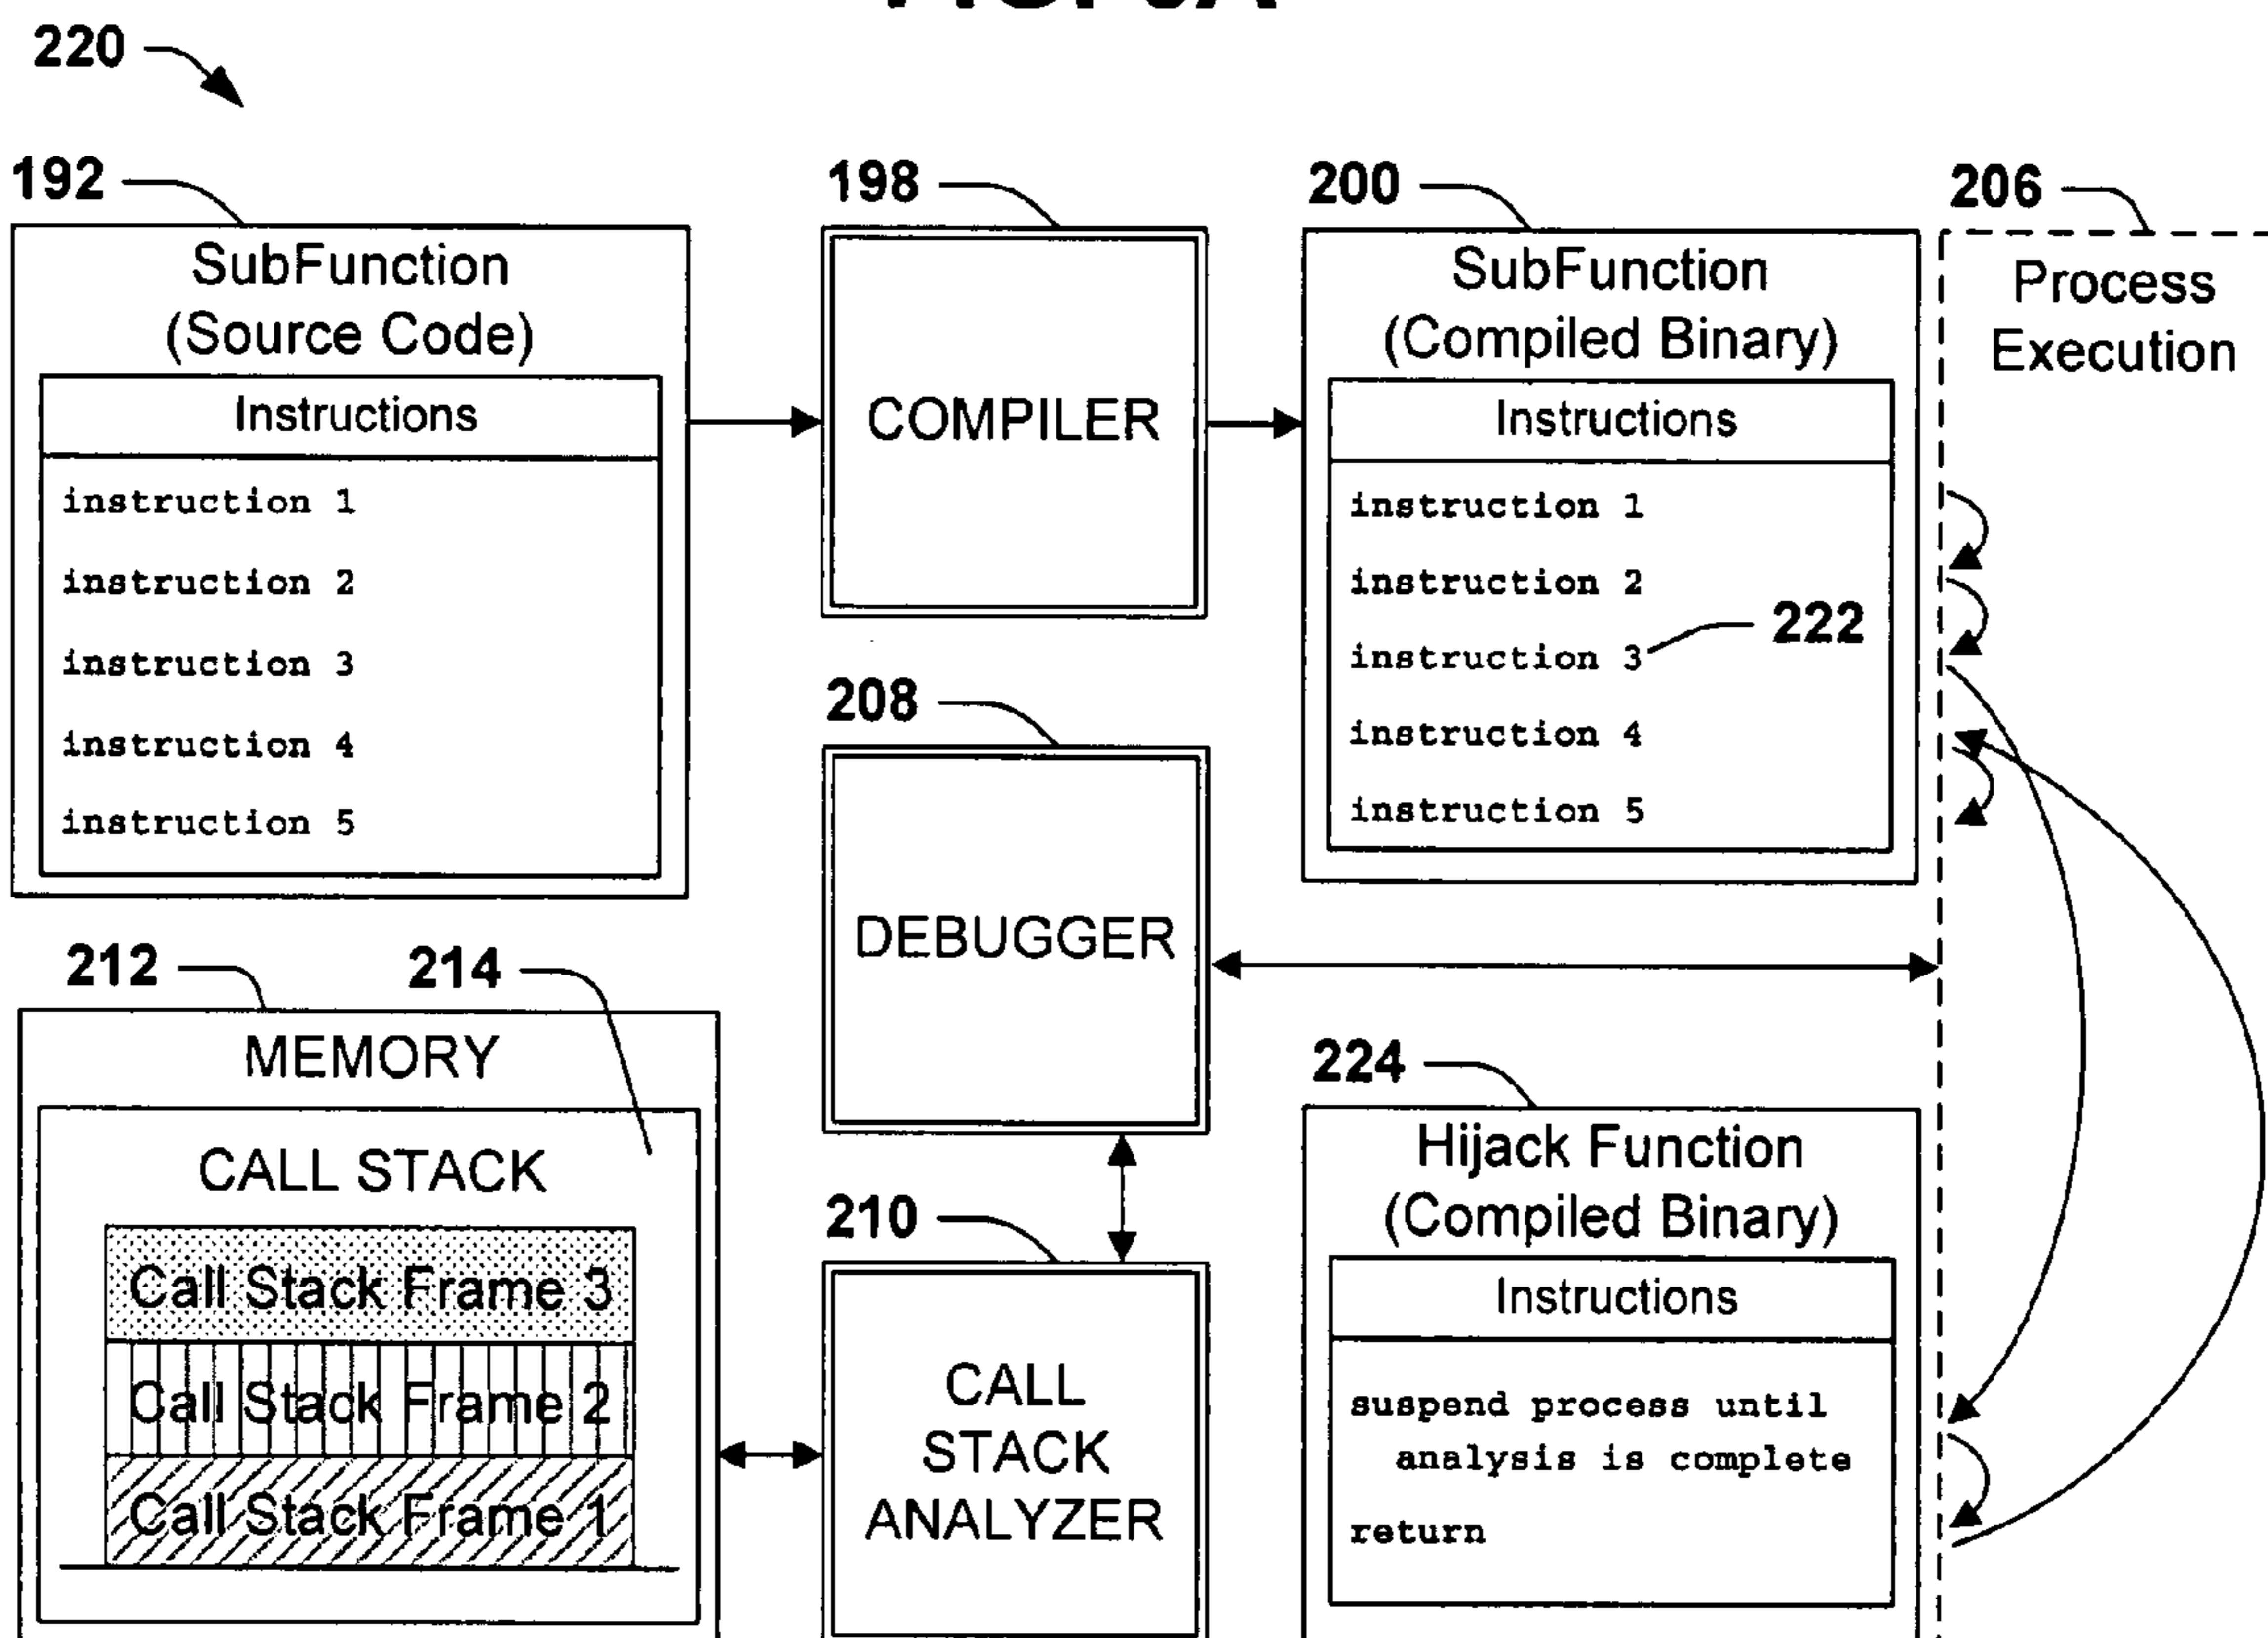 220
192
SubFunction
(Source Code)
Instructions
instruction 1
instruction 2
instruction 3
instruction 4
instruction 5
198
COMPILER
200
SubFunction
(Compiled Binary)
Instructions
instruction 1
instruction 2
instruction 3
222
instruction 4
instruction 5
206
Process
Execution
208
DEBUGGER
212
214
MEMORY
CALL STACK
Call Stack Frame 3
Call Stack Frame 2
Call Stack Frame 1
210
CALL
STACK
ANALYZER
224
Hijack Function
(Compiled Binary)
Instructions
suspend process until
analysis is complete
return